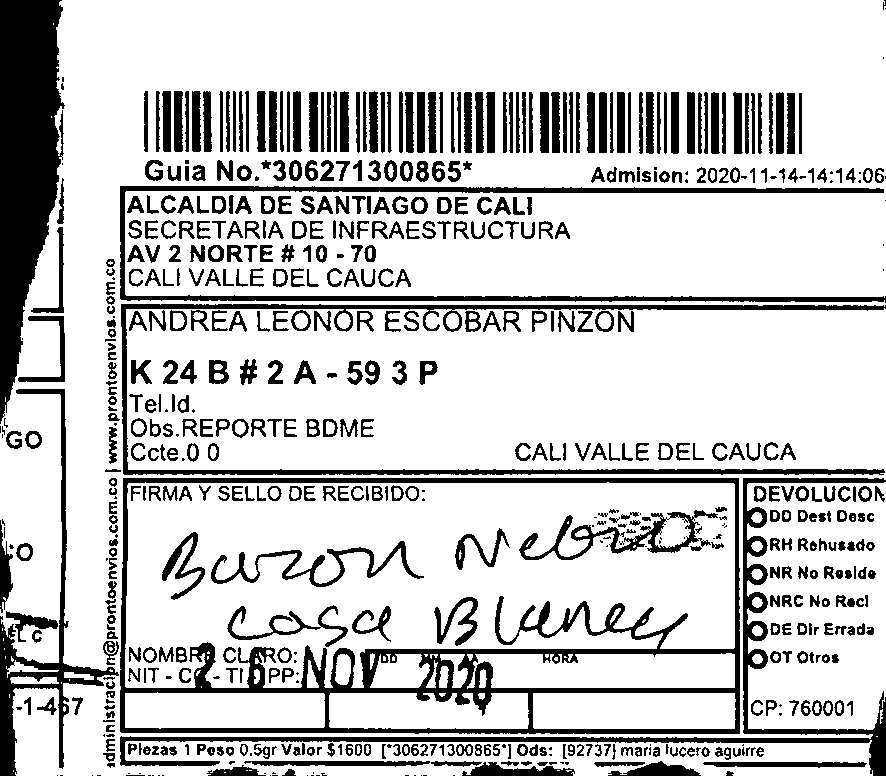 Guia No.*306271300865*
Admision: 2020-11-14-14:14:06
ALCALDIA DE SANTIAGO DE CALI
SECRETARIA DE INFRAESTRUCTURA
AV 2 NORTE # 10 - 70
CALI VALLE DEL CAUCA
ANDREA LEONOR ESCOBAR PINZON
K 24 B # 2 A - 59 3 P
Tel.Id.
Obs.REPORTE BDME
Ccte.0 0
CALI VALLE DEL CAUCA
administracion@prontoenvios.com.co | www.prontoenvios.com.co
GO
O
EL C
-1-467
FIRMA Y SELLO DE RECIBIDO:
Buzon Negro
casa Blanca
NOMBRE CLARO:
NIT - CC - TI - PP:
DD MM AA
HORA
26 NOV 2020
DEVOLUCION
DD Dest Desc
RH Rehusado
NR No Reside
NRC No Recl
DE Dir Errada
OT Otros
CP: 760001
Piezas 1 Peso 0.5gr Valor $1600 [*306271300865*] Ods: [92737] maria lucero aguirre